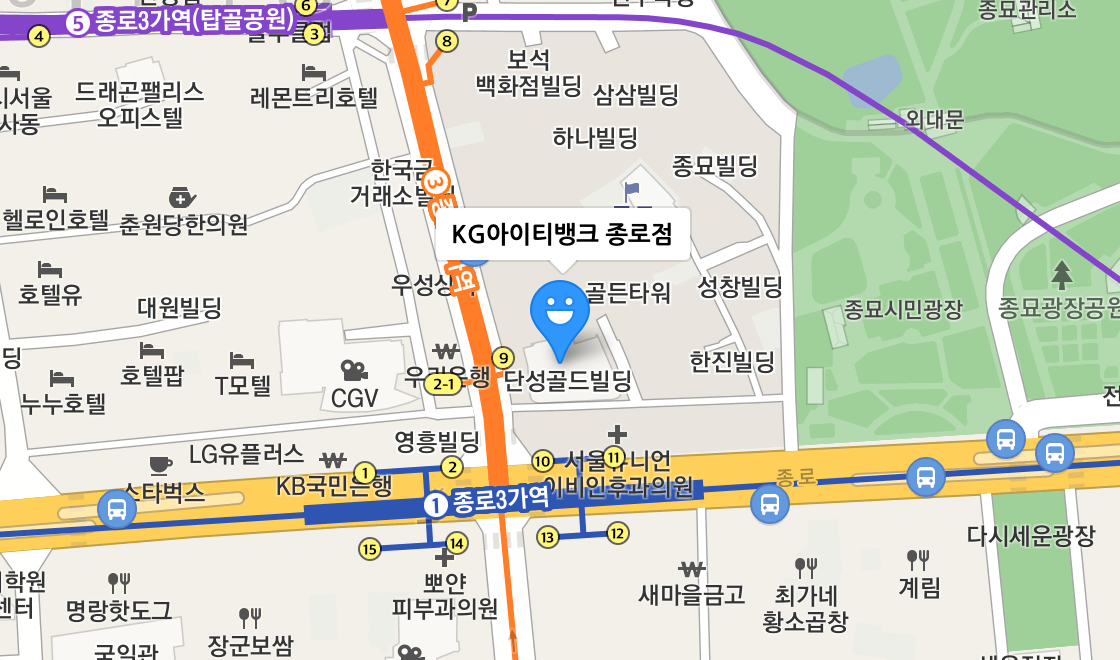 종묘관리소
6
7
P
5 종로3가역(탑골공원)
4
3
8
보석
백화점빌딩
드래곤팰리스
오피스텔
레몬트리호텔
삼삼빌딩
외대문
하나빌딩
종묘빌딩
한국금
거래소빌딩
3
헬로인호텔
춘원당한의원
KG아이티뱅크 종로점
호텔유
우성상
역
골든타워
성창빌딩
대원빌딩
종묘시민광장
종묘광장공원
딩
호텔팝
T모텔
우리은행
9
한진빌딩
2-1
단성골드빌딩
CGV
누누호텔
전
영흥빌딩
LG유플러스
1
2
10
11
서울유니언
이비인후과의원
스타벅스
KB국민은행
종로
1 종로3가역
15
14
13
12
다시세운광장
뽀얀
피부과의원
새마을금고
최가네
황소곱창
계림
학원
센터
명랑핫도그
장군보쌈
국일관